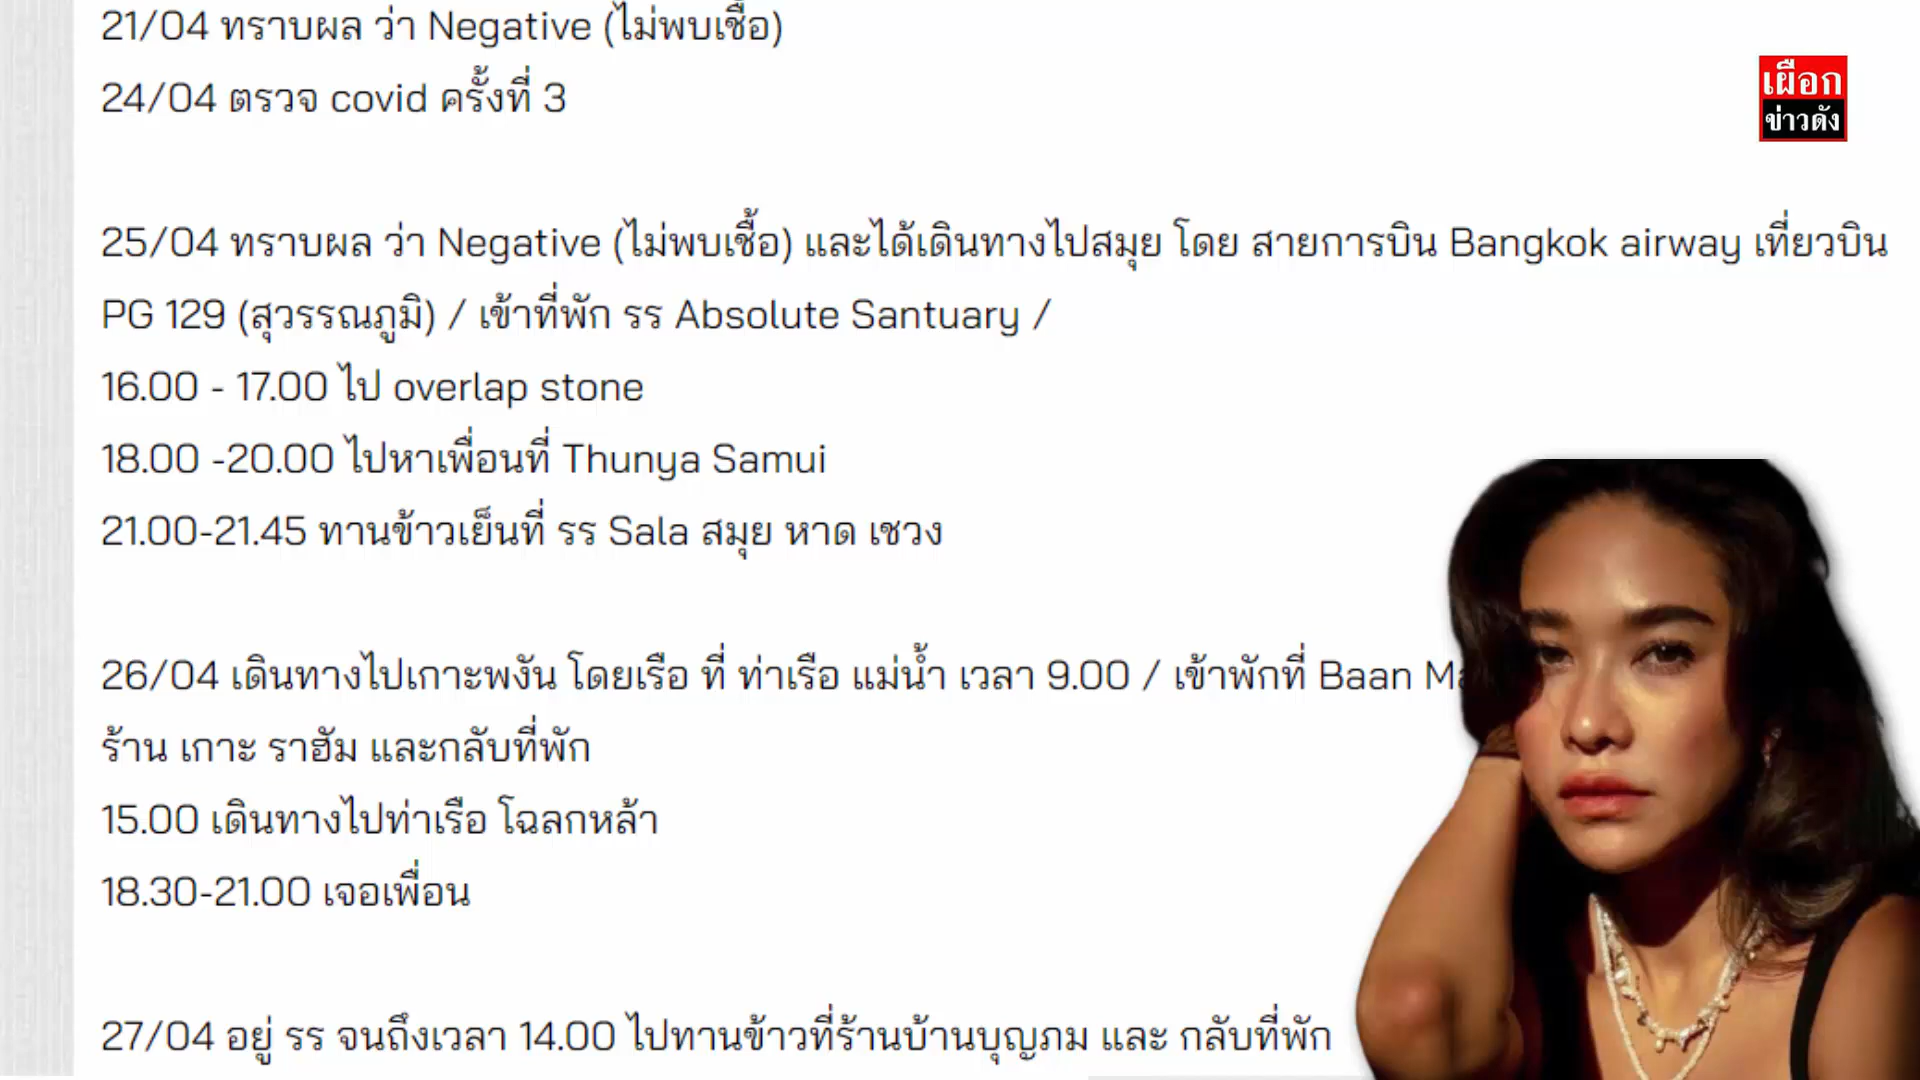 21/04 ทราบผล ว่า Negative (ไม่พบเชื้อ)
24/04 ตรวจ covid ครั้งที่ 3
เผือก
ข่าวดัง
25/04 ทราบผล ว่า Negative (ไม่พบเชื้อ) และได้เดินทางไปสมุย โดย สายการบิน Bangkok airway เที่ยวบิน
PG 129 (สุวรรณภูมิ) / เข้าที่พัก รร Absolute Santuary /
16.00 - 17.00 ไป overlap stone
18.00 -20.00 ไปหาเพื่อนที่ Thunya Samui
21.00-21.45 ทานข้าวเย็นที่ รร Sala สมุย หาด เชวง
26/04 เดินทางไปเกาะพงัน โดยเรือ ที่ ท่าเรือ แม่น้ำ เวลา 9.00 / เข้าพักที่ Baan
ร้าน เกาะ ราฮัม และกลับที่พัก
15.00 เดินทางไปท่าเรือ โฉลกหล้า
18.30-21.00 เจอเพื่อน
27/04 อยู่ รร จนถึงเวลา 14.00 ไปทานข้าวที่ร้านบ้านบุญภม และ กลับที่พัก